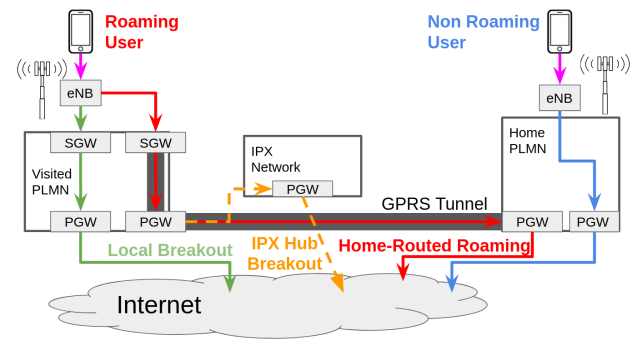 Roaming
User
Non Roaming
User
eNB
eNB
SGW
SGW
IPX
Network
Home
PLMN
Visited
PLMN
PGW
GPRS Tunnel
PGW
PGW
PGW
PGW
Local Breakout
IPX Hub
Breakout
Home-Routed Roaming
Internet